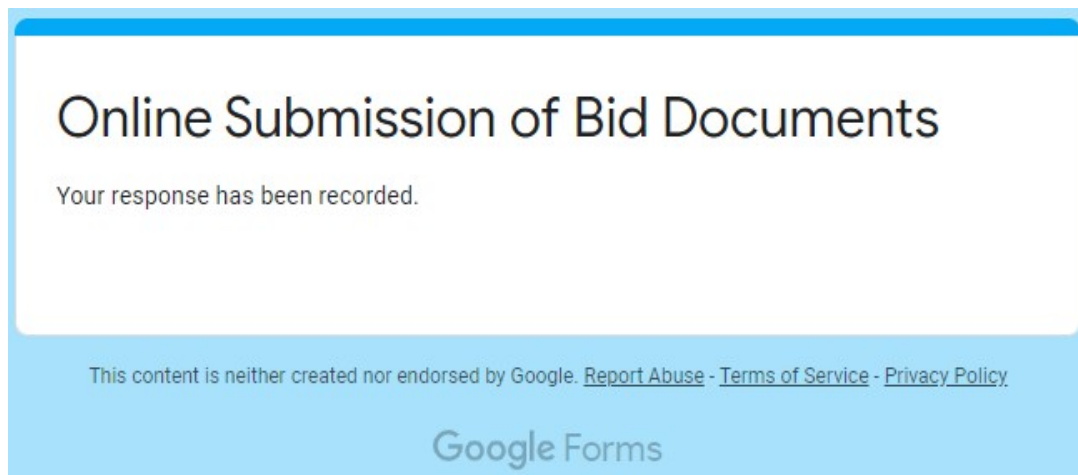 Online Submission of Bid Documents
Your response has been recorded.
This content is neither created nor endorsed by Google. Report Abuse - Terms of Service - Privacy Policy
Google Forms